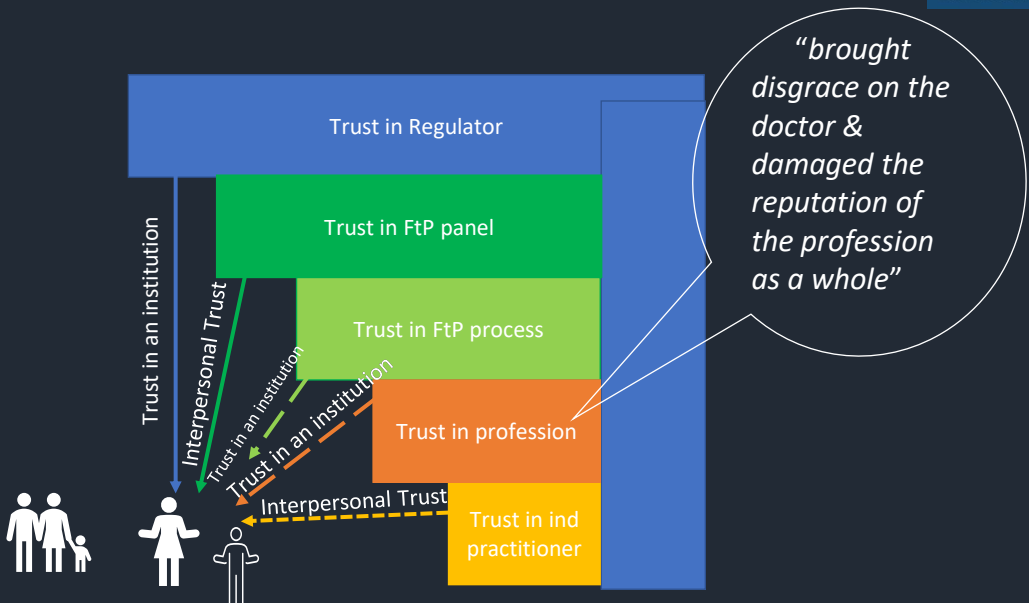 "brought
disgrace on the
doctor &
damaged the
reputation of
the profession
as a whole"
Trust in Regulator
Trust in FtP panel
Trust in FtP process
Trust in profession
Trust in ind
practitioner
Trust in an institution
Interpersonal Trust
Trust in an institution
Trust in an institution
Interpersonal Trust